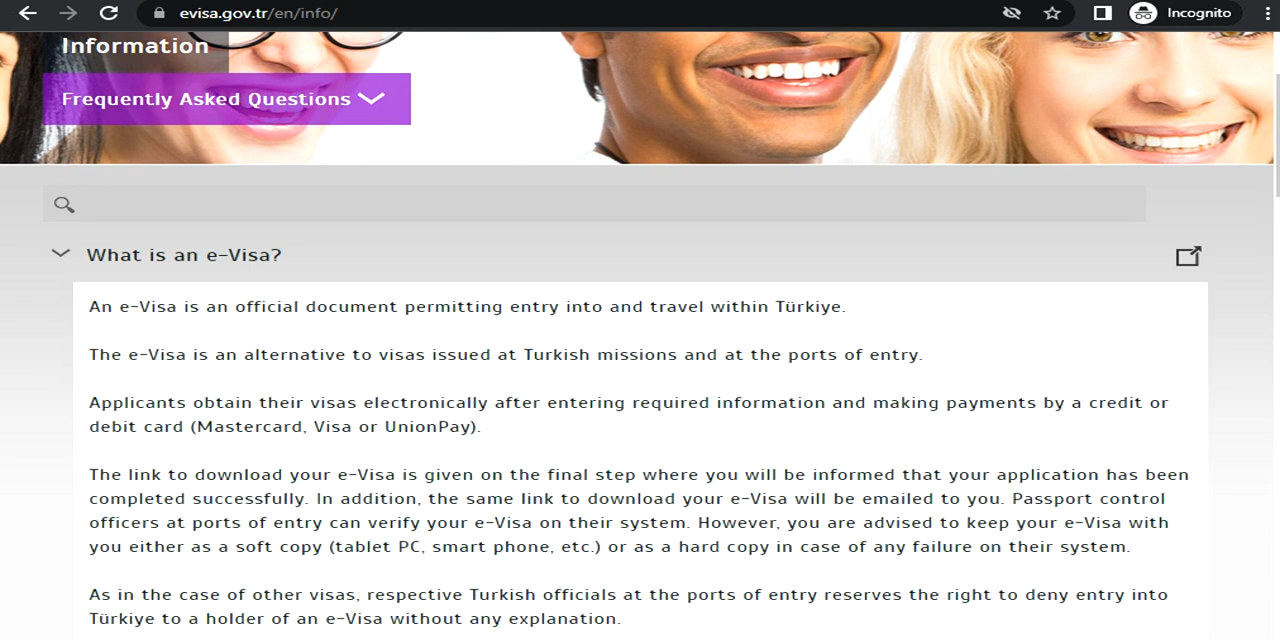 evisa.gov.tr/en/info/
Incognito
Information
Frequently Asked Questions
What is an e-Visa?
An e-Visa is an official document permitting entry into and travel within Türkiye.
The e-Visa is an alternative to visas issued at Turkish missions and at the ports of entry.
Applicants obtain their visas electronically after entering required information and making payments by a credit or
debit card (Mastercard, Visa or UnionPay).
The link to download your e-Visa is given on the final step where you will be informed that your application has been
completed successfully. In addition, the same link to download your e-Visa will be emailed to you. Passport control
officers at ports of entry can verify your e-Visa on their system. However, you are advised to keep your e-Visa with
you either as a soft copy (tablet PC, smart phone, etc.) or as a hard copy in case of any failure on their system.
As in the case of other visas, respective Turkish officials at the ports of entry reserves the right to deny entry into
Türkiye to a holder of an e-Visa without any explanation.